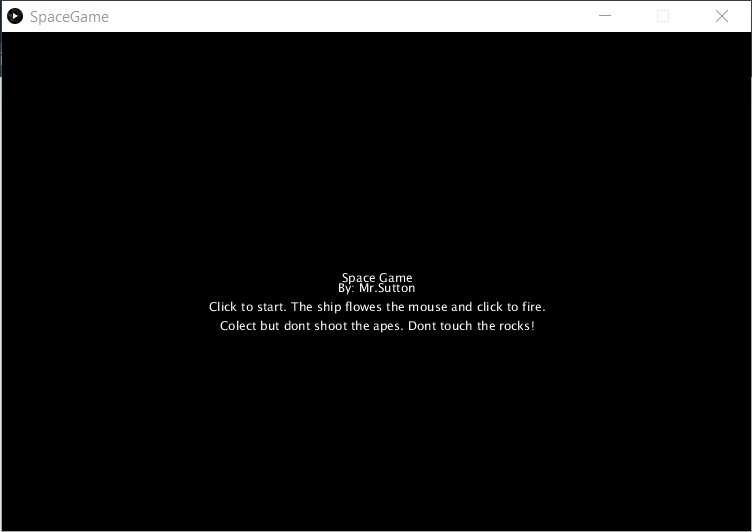 SpaceGame
Space Game
By: Mr.Sutton
Click to start. The ship flowes the mouse and click to fire.
Colect but dont shoot the apes. Dont touch the rocks!